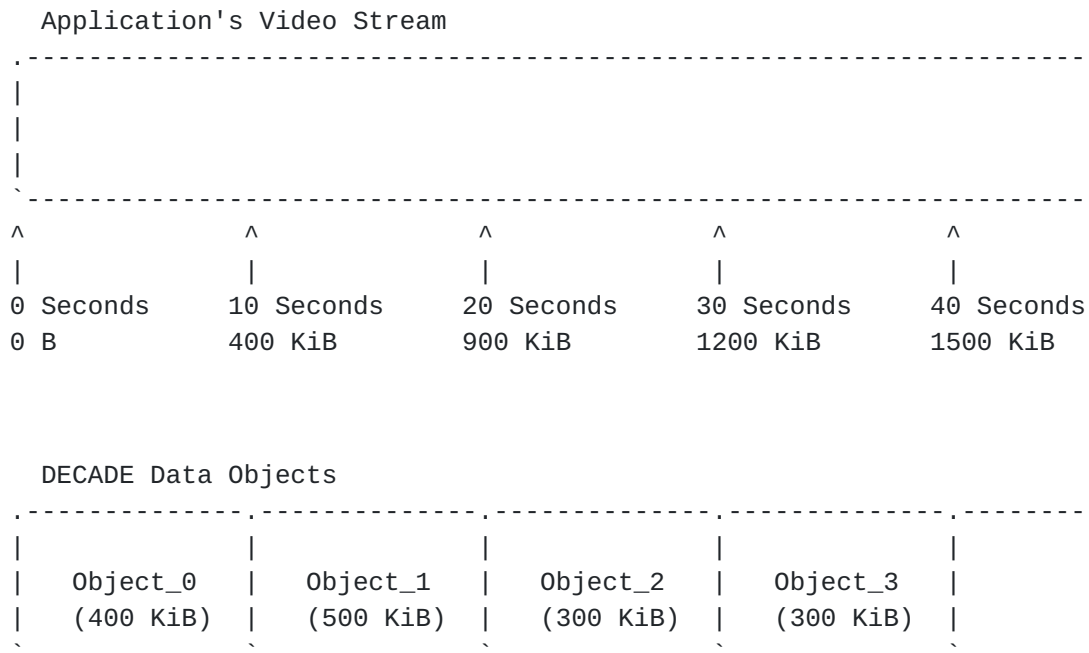 Application's Video Stream
.--------------------------------------------------------------------
|
|
|
`--------------------------------------------------------------------
^              ^              ^              ^              ^
|              |              |              |              |
0 Seconds     10 Seconds     20 Seconds     30 Seconds     40 Seconds
0 B           400 KiB        900 KiB        1200 KiB       1500 KiB
DECADE Data Objects
.--------------.--------------.--------------.--------------.--------
|              |              |              |              |
|   Object_0   |   Object_1   |   Object_2   |   Object_3   |
|   (400 KiB)  |   (500 KiB)  |   (300 KiB)  |   (300 KiB)  |
`              `              `              `              `